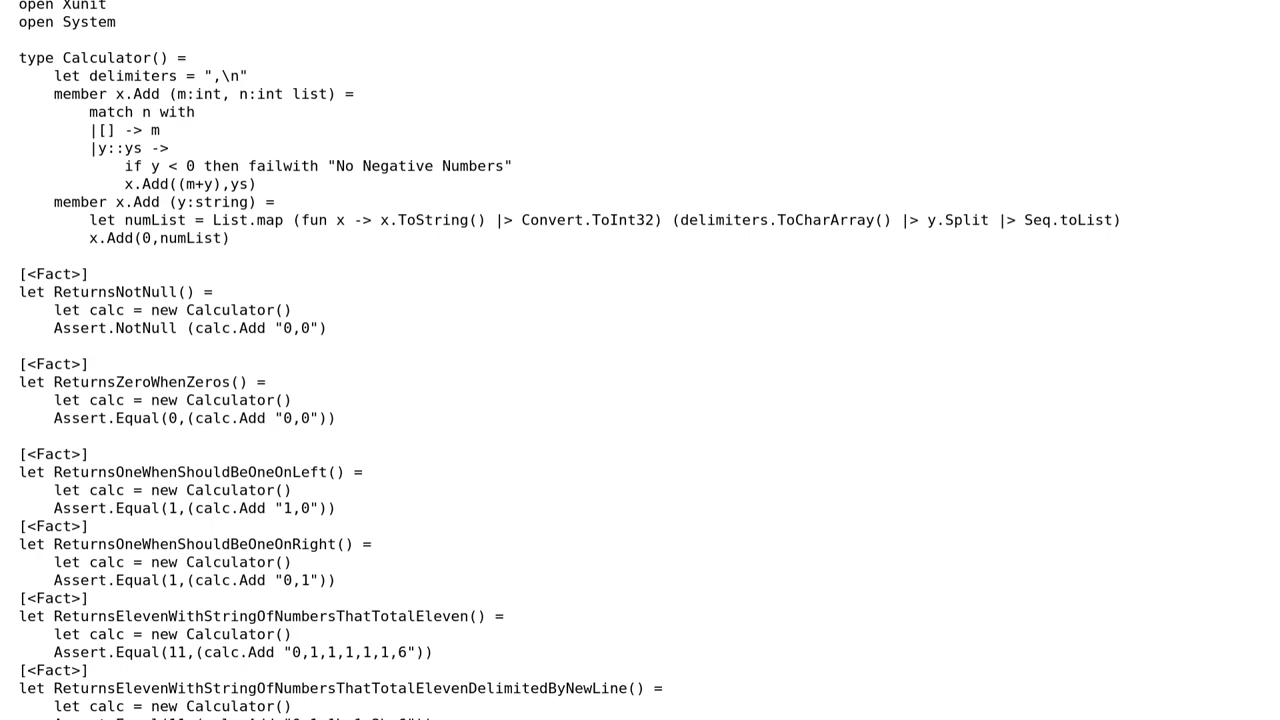 open Xunit
open System

type Calculator() =
    let delimiters = ",\n"
    member x.Add (m:int, n:int list) =
        match n with
        |[] -> m
        |y::ys ->
            if y < 0 then failwith "No Negative Numbers"
            x.Add((m+y),ys)
    member x.Add (y:string) =
        let numList = List.map (fun x -> x.ToString() |> Convert.ToInt32) (delimiters.ToCharArray() |> y.Split |> Seq.toList)
        x.Add(0,numList)

[<Fact>]
let ReturnsNotNull() =
    let calc = new Calculator()
    Assert.NotNull (calc.Add "0,0")

[<Fact>]
let ReturnsZeroWhenZeros() =
    let calc = new Calculator()
    Assert.Equal(0,(calc.Add "0,0"))

[<Fact>]
let ReturnsOneWhenShouldBeOneOnLeft() =
    let calc = new Calculator()
    Assert.Equal(1,(calc.Add "1,0"))
[<Fact>]
let ReturnsOneWhenShouldBeOneOnRight() =
    let calc = new Calculator()
    Assert.Equal(1,(calc.Add "0,1"))
[<Fact>]
let ReturnsElevenWithStringOfNumbersThatTotalEleven() =
    let calc = new Calculator()
    Assert.Equal(11,(calc.Add "0,1,1,1,1,1,6"))
[<Fact>]
let ReturnsElevenWithStringOfNumbersThatTotalElevenDelimitedByNewLine() =
    let calc = new Calculator()